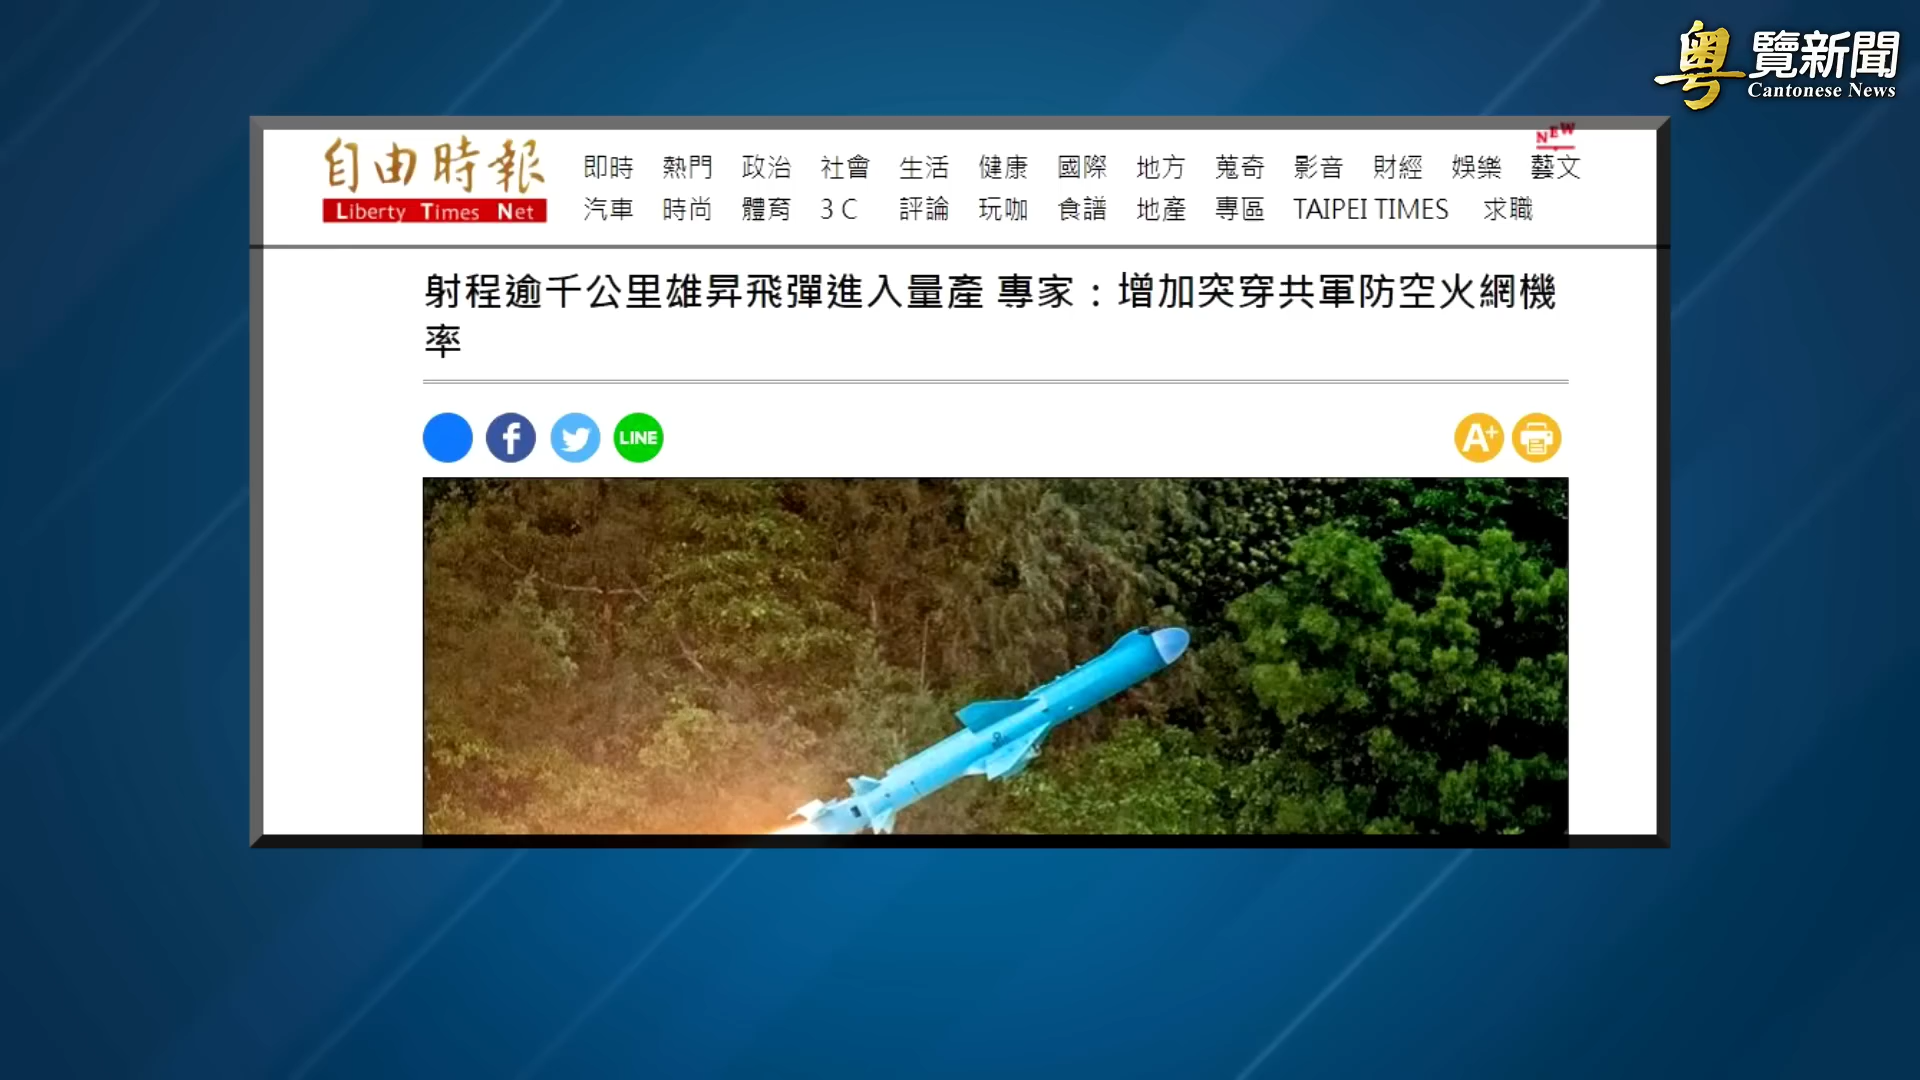 粵覽新聞
Cantonese News
NEW
自由時報
Liberty Times Net
即時 熱門 政治 社會 生活 健康 國際 地方 蒐奇 影音 財經 娛樂 藝文
汽車 時尚 體育 3C 評論 玩咖 食譜 地產 專區 TAIPEI TIMES 求職
射程逾千公里雄昇飛彈進入量產 專家：增加突穿共軍防空火網機
率
f
LINE
A+